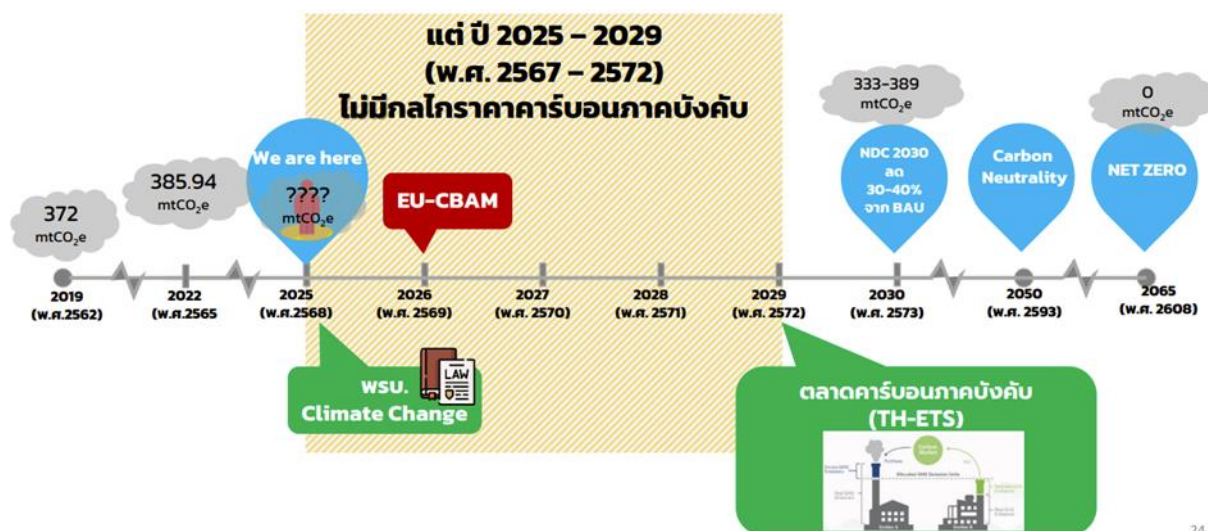 แต่ ปี 2025 – 2029
(พ.ศ. 2567 – 2572)
ไม่มีกลไกราคาคาร์บอนภาคบังคับ
372
mtCO₂e
385.94
mtCO₂e
We are here
????
mtCO₂e
EU-CBAM
333-389
mtCO₂e
NDC 2030
ลด
30-40%
จาก BAU
Carbon
Neutrality
0
mtCO₂e
NET ZERO
2019
(พ.ศ.2562)
2022
(พ.ศ.2565
2025
(พ.ศ.2568)
2026
(พ.ศ. 2569)
2027
(พ.ศ. 2570)
2028
(พ.ศ. 2571)
2029
(พ.ศ. 2572)
2030
(พ.ศ. 2573)
2050
(พ.ศ. 2593)
2065
(พ.ศ. 2608)
พรบ.
Climate Change
LAW
ตลาดคาร์บอนภาคบังคับ
(TH-ETS)
Carbon
Market
24